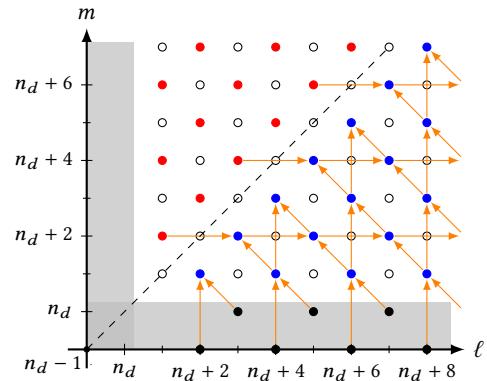 m
n_d + 6
n_d + 4
n_d + 2
n_d
n_d − 1
n_d n_d + 2 n_d + 4 n_d + 6 n_d + 8 ℓ